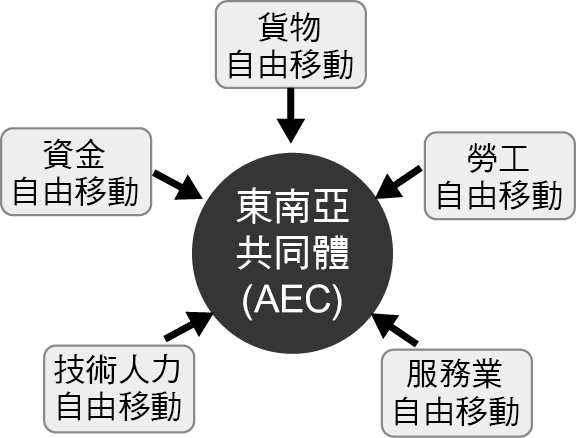 貨物
自由移動
資金
自由移動
勞工
自由移動
東南亞
共同體
(AEC)
技術人力
自由移動
服務業
自由移動